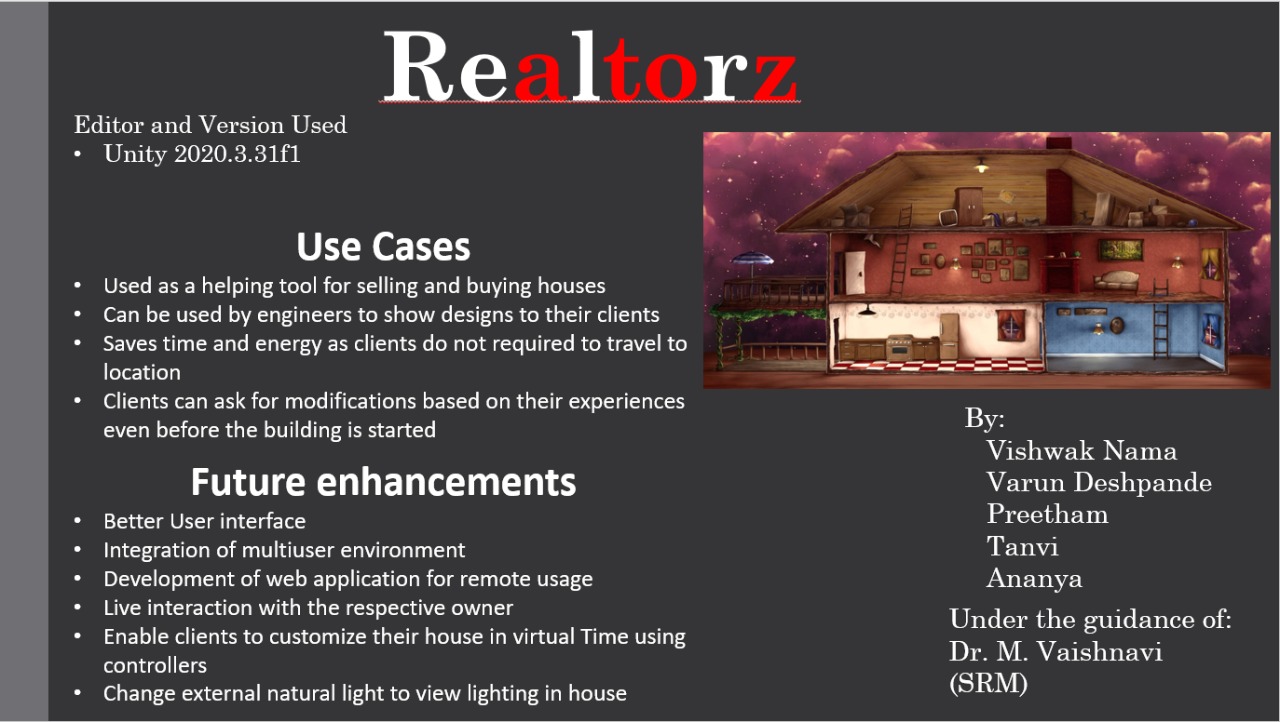 Realtorz
Editor and Version Used
• Unity 2020.3.31f1
Use Cases
• Used as a helping tool for selling and buying houses
• Can be used by engineers to show designs to their clients
• Saves time and energy as clients do not required to travel to
location
• Clients can ask for modifications based on their experiences
even before the building is started
Future enhancements
• Better User interface
• Integration of multiuser environment
• Development of web application for remote usage
• Live interaction with the respective owner
• Enable clients to customize their house in virtual Time using
controllers
• Change external natural light to view lighting in house
By:
Vishwak Nama
Varun Deshpande
Preetham
Tanvi
Ananya
Under the guidance of:
Dr. M. Vaishnavi
(SRM)